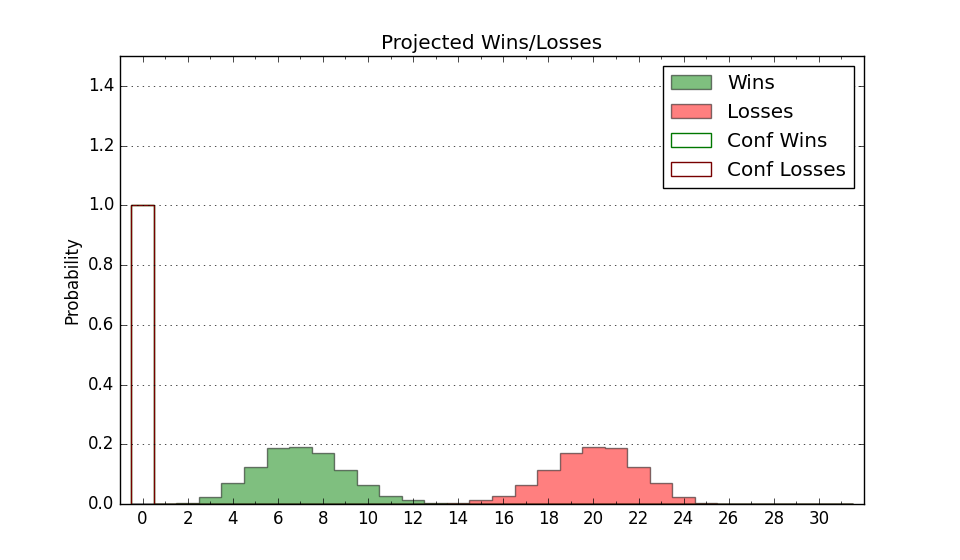 Projected Wins/Losses
Wins
Losses
Conf Wins
Conf Losses
Probability
1.4
1.2
1.0
0.8
0.6
0.4
0.2
0.0
0 2 4 6 8 10 12 14 16 18 20 22 24 26 28 30